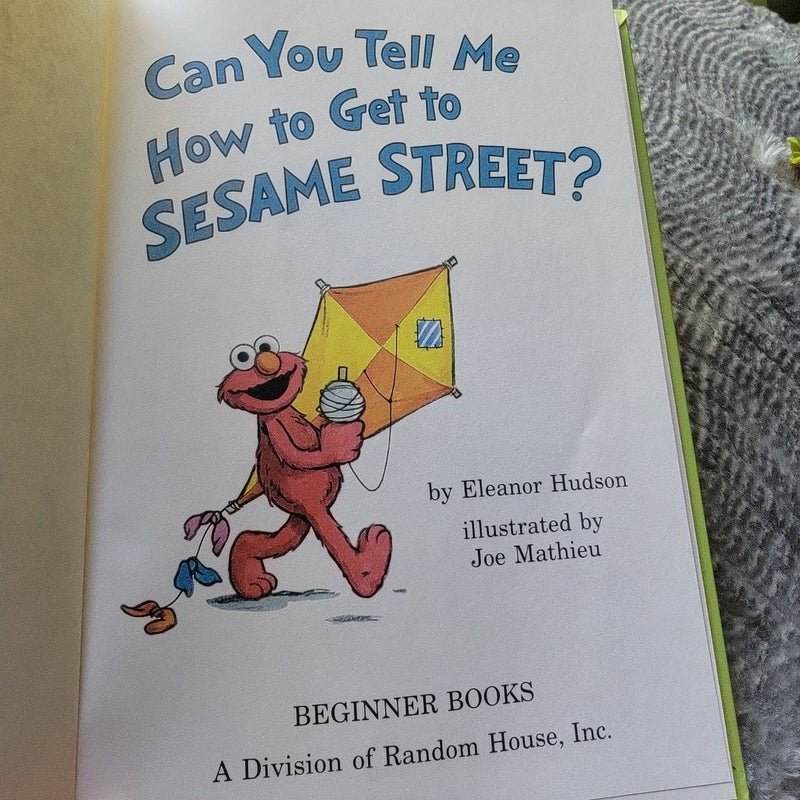 Can You Tell Me
How to Get to
SESAME STREET?
by Eleanor Hudson
illustrated by
Joe Mathieu
BEGINNER BOOKS
A Division of Random House, Inc.